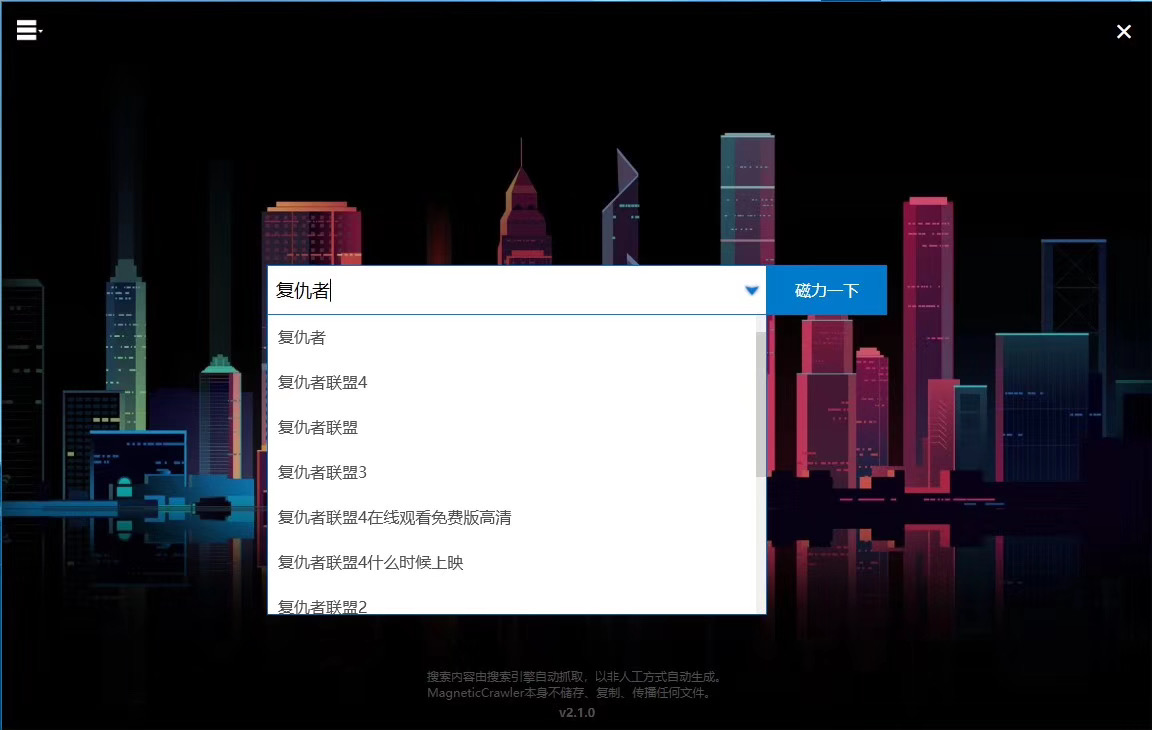 复仇者
磁力一下
复仇者
复仇者联盟4
复仇者联盟
复仇者联盟3
复仇者联盟4在线观看免费版高清
复仇者联盟4什么时候上映
复仇者联盟2
搜索内容由搜索引擎自动抓取，以非人工方式自动生成。
MagneticCrawler本身不储存、复制、传播任何文件。
v2.1.0